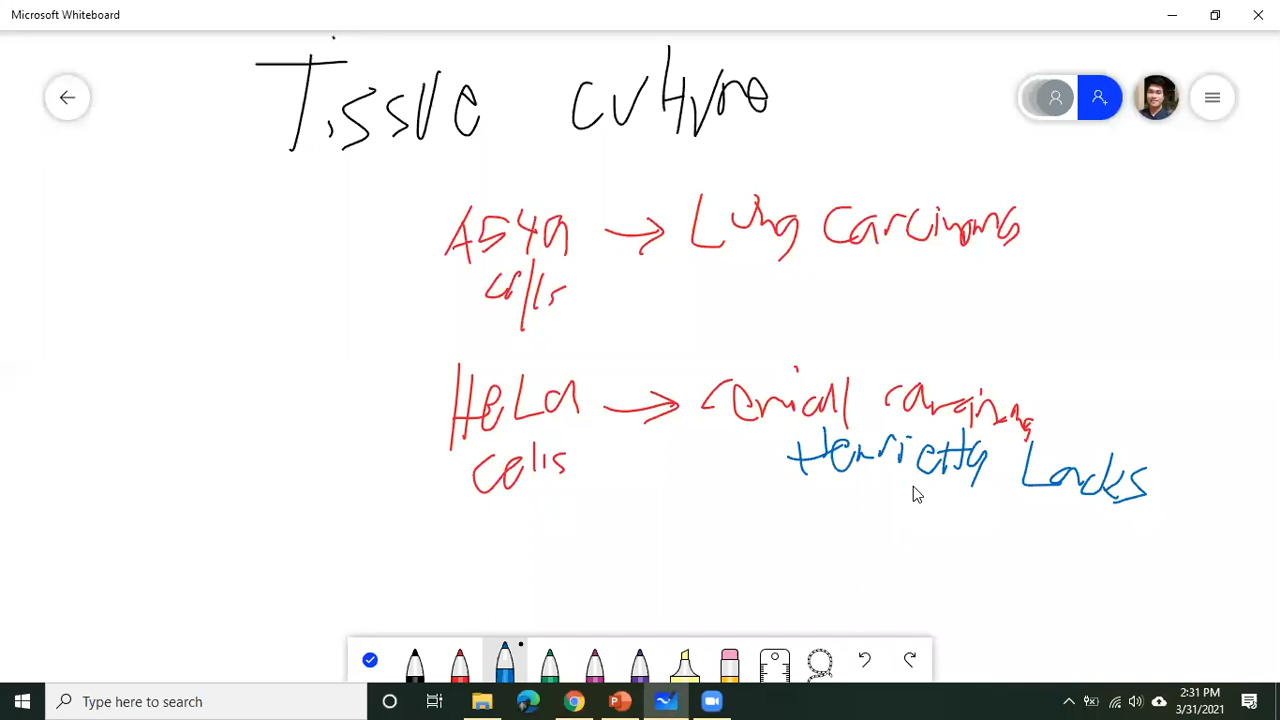 Microsoft Whiteboard
Tissue culture
A549 → Lung Carcinoma
cells
HeLa → cervical carcinoma
cells
Henrietta Lacks
Type here to search
2:31 PM
3/31/2021